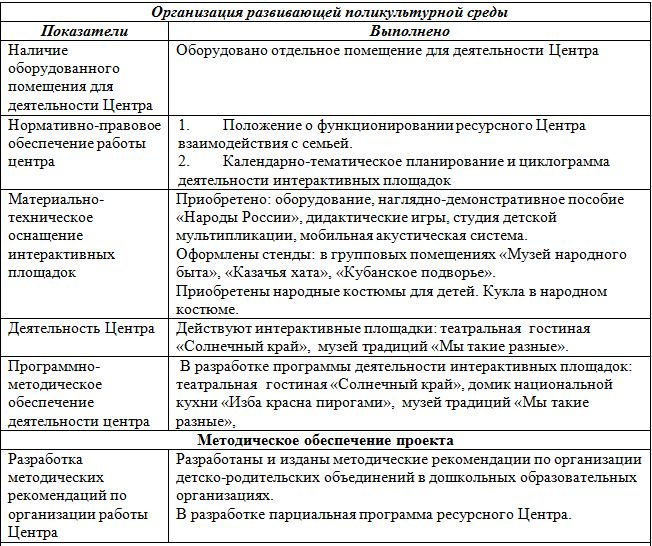 Организация развивающей поликультурной среды
Показатели
Выполнено
Наличие
оборудованного
помещения для
деятельности Центра
Оборудовано отдельное помещение для деятельности Центра
Нормативно-правовое
обеспечение работы
центра
1. Положение о функционировании ресурсного Центра
взаимодействия с семьей.
2. Календарно-тематическое планирование и циклограмма
деятельности интерактивных площадок
Материально-
техническое
оснащение
интерактивных
площадок
Приобретено: оборудование, наглядно-демонстративное пособие
«Народы России», дидактические игры, студия детской
мультипликации, мобильная акустическая система.
Оформлены стенды: в групповых помещениях «Музей народного
быта», «Казачья хата», «Кубанское подворье».
Приобретены народные костюмы для детей. Кукла в народном
костюме.
Деятельность Центра
Действуют интерактивные площадки: театральная гостиная
«Солнечный край», музей традиций «Мы такие разные».
Программно-
методическое
обеспечение
деятельности центра
В разработке программы деятельности интерактивных площадок:
театральная гостиная «Солнечный край», домик национальной
кухни «Изба красна пирогами», музей традиций «Мы такие
разные»,
Методическое обеспечение проекта
Разработка
методических
рекомендаций по
организации работы
Центра
Разработаны и изданы методические рекомендации по организации
детско-родительских объединений в дошкольных образовательных
организациях.
В разработке парциальная программа ресурсного Центра.